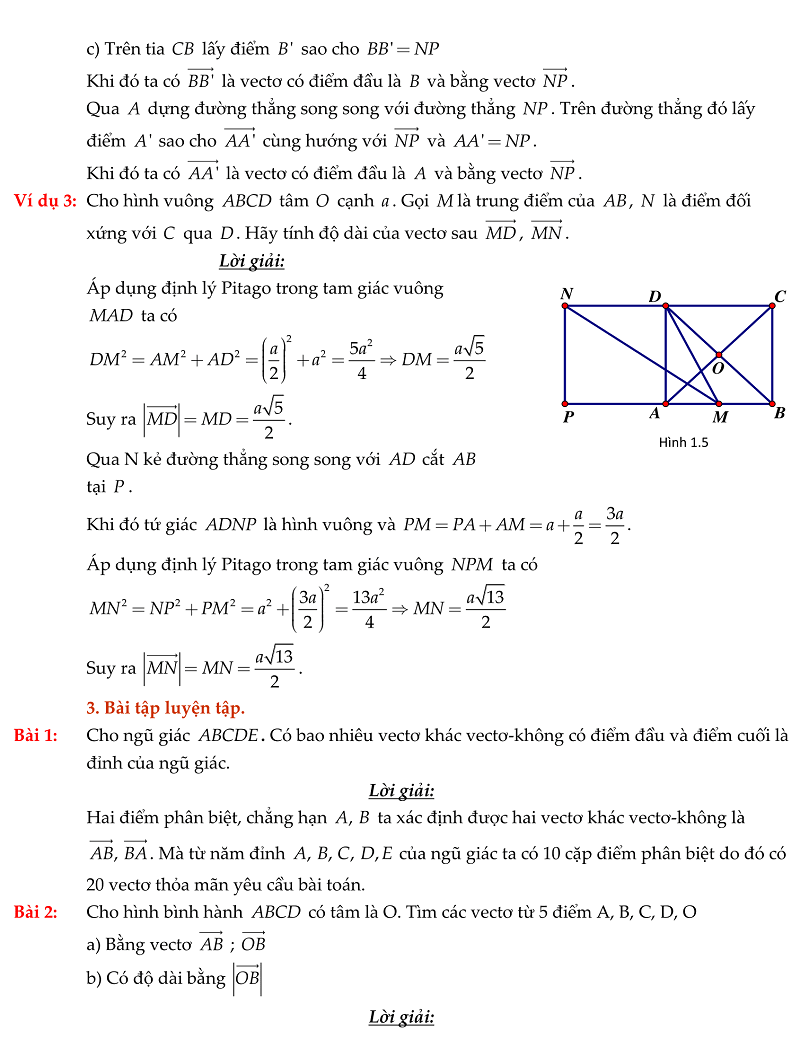 c) Trên tia CB lấy điểm B' sao cho BB' = NP
Khi đó ta có $\overrightarrow{BB'}$ là vectơ có điểm đầu là B và bằng vectơ $\overrightarrow{NP}$.
Qua A dựng đường thẳng song song với đường thẳng NP. Trên đường thẳng đó lấy
điểm A' sao cho $\overrightarrow{AA'}$ cùng hướng với $\overrightarrow{NP}$ và AA' = NP.
Khi đó ta có $\overrightarrow{AA'}$ là vectơ có điểm đầu là A và bằng vectơ $\overrightarrow{NP}$.
Ví dụ 3: Cho hình vuông ABCD tâm O cạnh a. Gọi M là trung điểm của AB, N là điểm đối
xứng với C qua D. Hãy tính độ dài của vectơ sau $\overrightarrow{MD}$, $\overrightarrow{MN}$.
Lời giải:
Áp dụng định lý Pitago trong tam giác vuông
MAD ta có
$DM^2 = AM^2 + AD^2 = \left(\frac{a}{2}\right)^2 + a^2 = \frac{5a^2}{4} \Rightarrow DM = \frac{a\sqrt{5}}{2}$
Suy ra $|\overrightarrow{MD}| = MD = \frac{a\sqrt{5}}{2}$.
Qua N kẻ đường thẳng song song với AD cắt AB
tại P.
N D C
O
P A M B
Hình 1.5
Khi đó tứ giác ADNP là hình vuông và $PM = PA + AM = a + \frac{a}{2} = \frac{3a}{2}$.
Áp dụng định lý Pitago trong tam giác vuông NPM ta có
$MN^2 = NP^2 + PM^2 = a^2 + \left(\frac{3a}{2}\right)^2 = \frac{13a^2}{4} \Rightarrow MN = \frac{a\sqrt{13}}{2}$
Suy ra $|\overrightarrow{MN}| = MN = \frac{a\sqrt{13}}{2}$.
3. Bài tập luyện tập.
Bài 1: Cho ngũ giác ABCDE. Có bao nhiêu vectơ khác vectơ-không có điểm đầu và điểm cuối là
đỉnh của ngũ giác.
Lời giải:
Hai điểm phân biệt, chẳng hạn A, B ta xác định được hai vectơ khác vectơ-không là
$\overrightarrow{AB}$, $\overrightarrow{BA}$. Mà từ năm đỉnh A, B, C, D, E của ngũ giác ta có 10 cặp điểm phân biệt do đó có
20 vectơ thỏa mãn yêu cầu bài toán.
Bài 2: Cho hình bình hành ABCD có tâm là O. Tìm các vectơ từ 5 điểm A, B, C, D, O
a) Bằng vectơ $\overrightarrow{AB}$ ; $\overrightarrow{OB}$
b) Có độ dài bằng $|\overrightarrow{OB}|$
Lời giải: